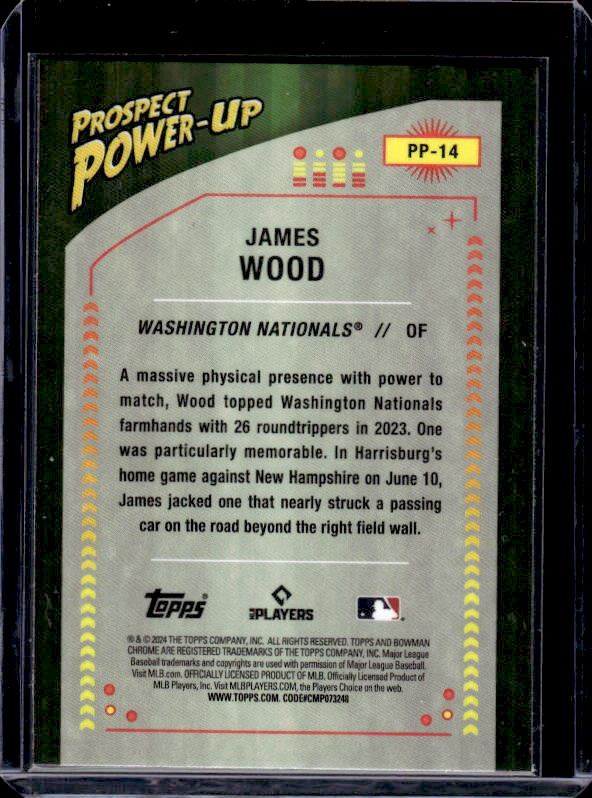 PROSPECT
POWER-UP
PP-14
JAMES
WOOD
WASHINGTON NATIONALS® // OF
A massive physical presence with power to
match, Wood topped Washington Nationals
farmhands with 26 roundtrippers in 2023. One
was particularly memorable. In Harrisburg's
home game against New Hampshire on June 10,
James jacked one that nearly struck a passing
car on the road beyond the right field wall.
Topps®
MLB PLAYERS
® & © 2024 THE TOPPS COMPANY, INC. ALL RIGHTS RESERVED. TOPPS AND BOWMAN
CHROME ARE REGISTERED TRADEMARKS OF THE TOPPS COMPANY, INC. Major League
Baseball trademarks and copyrights are used with permission of Major League Baseball.
Visit MLB.com. OFFICIALLY LICENSED PRODUCT OF MLB. Officially Licensed Product of
MLB Players, Inc. Visit MLBPLAYERS.COM, the Players Choice on the web.
WWW.TOPPS.COM. CODE#CMP073248